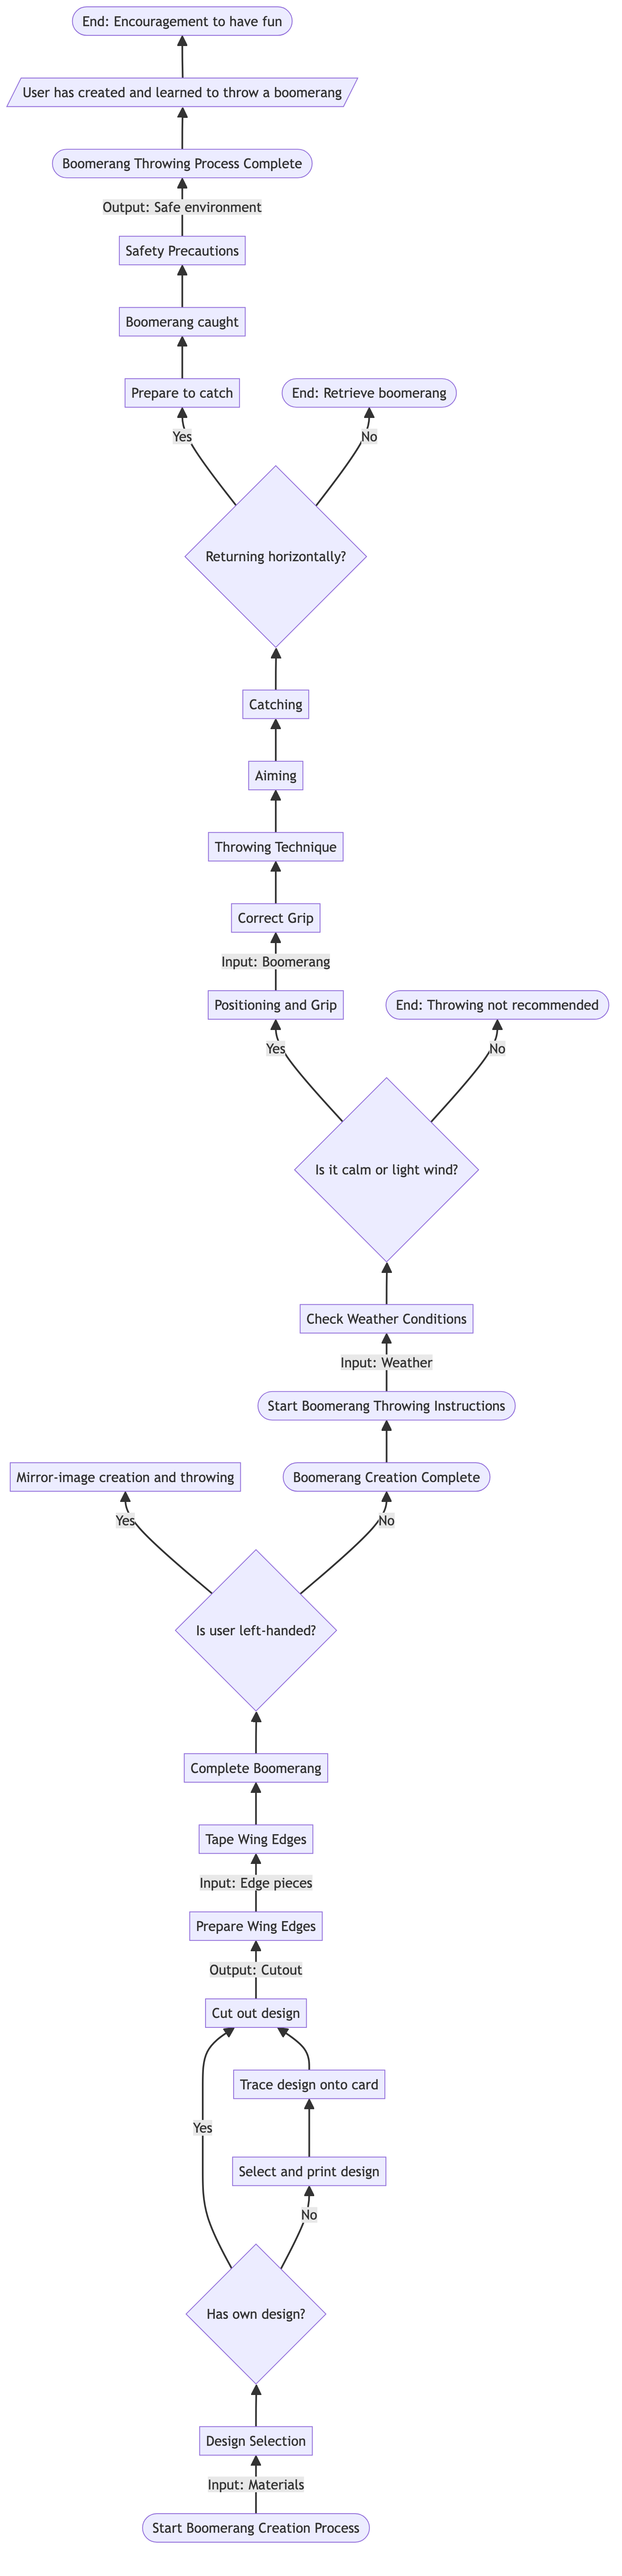 End: Encouragement to have fun
User has created and learned to throw a boomerang
Boomerang Throwing Process Complete
Output: Safe environment
Safety Precautions
Boomerang caught
Prepare to catch
End: Retrieve boomerang
Yes
No
Returning horizontally?
Catching
Aiming
Throwing Technique
Correct Grip
Input: Boomerang
Positioning and Grip
End: Throwing not recommended
Yes
No
Is it calm or light wind?
Check Weather Conditions
Input: Weather
Start Boomerang Throwing Instructions
Mirror-image creation and throwing
Boomerang Creation Complete
Yes
No
Is user left-handed?
Complete Boomerang
Tape Wing Edges
Input: Edge pieces
Prepare Wing Edges
Output: Cutout
Cut out design
Trace design onto card
Yes
Select and print design
No
Has own design?
Design Selection
Input: Materials
Start Boomerang Creation Process